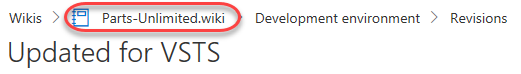 Wikis > Parts-Unlimited.wiki > Development environment > Revisions
Updated for VSTS